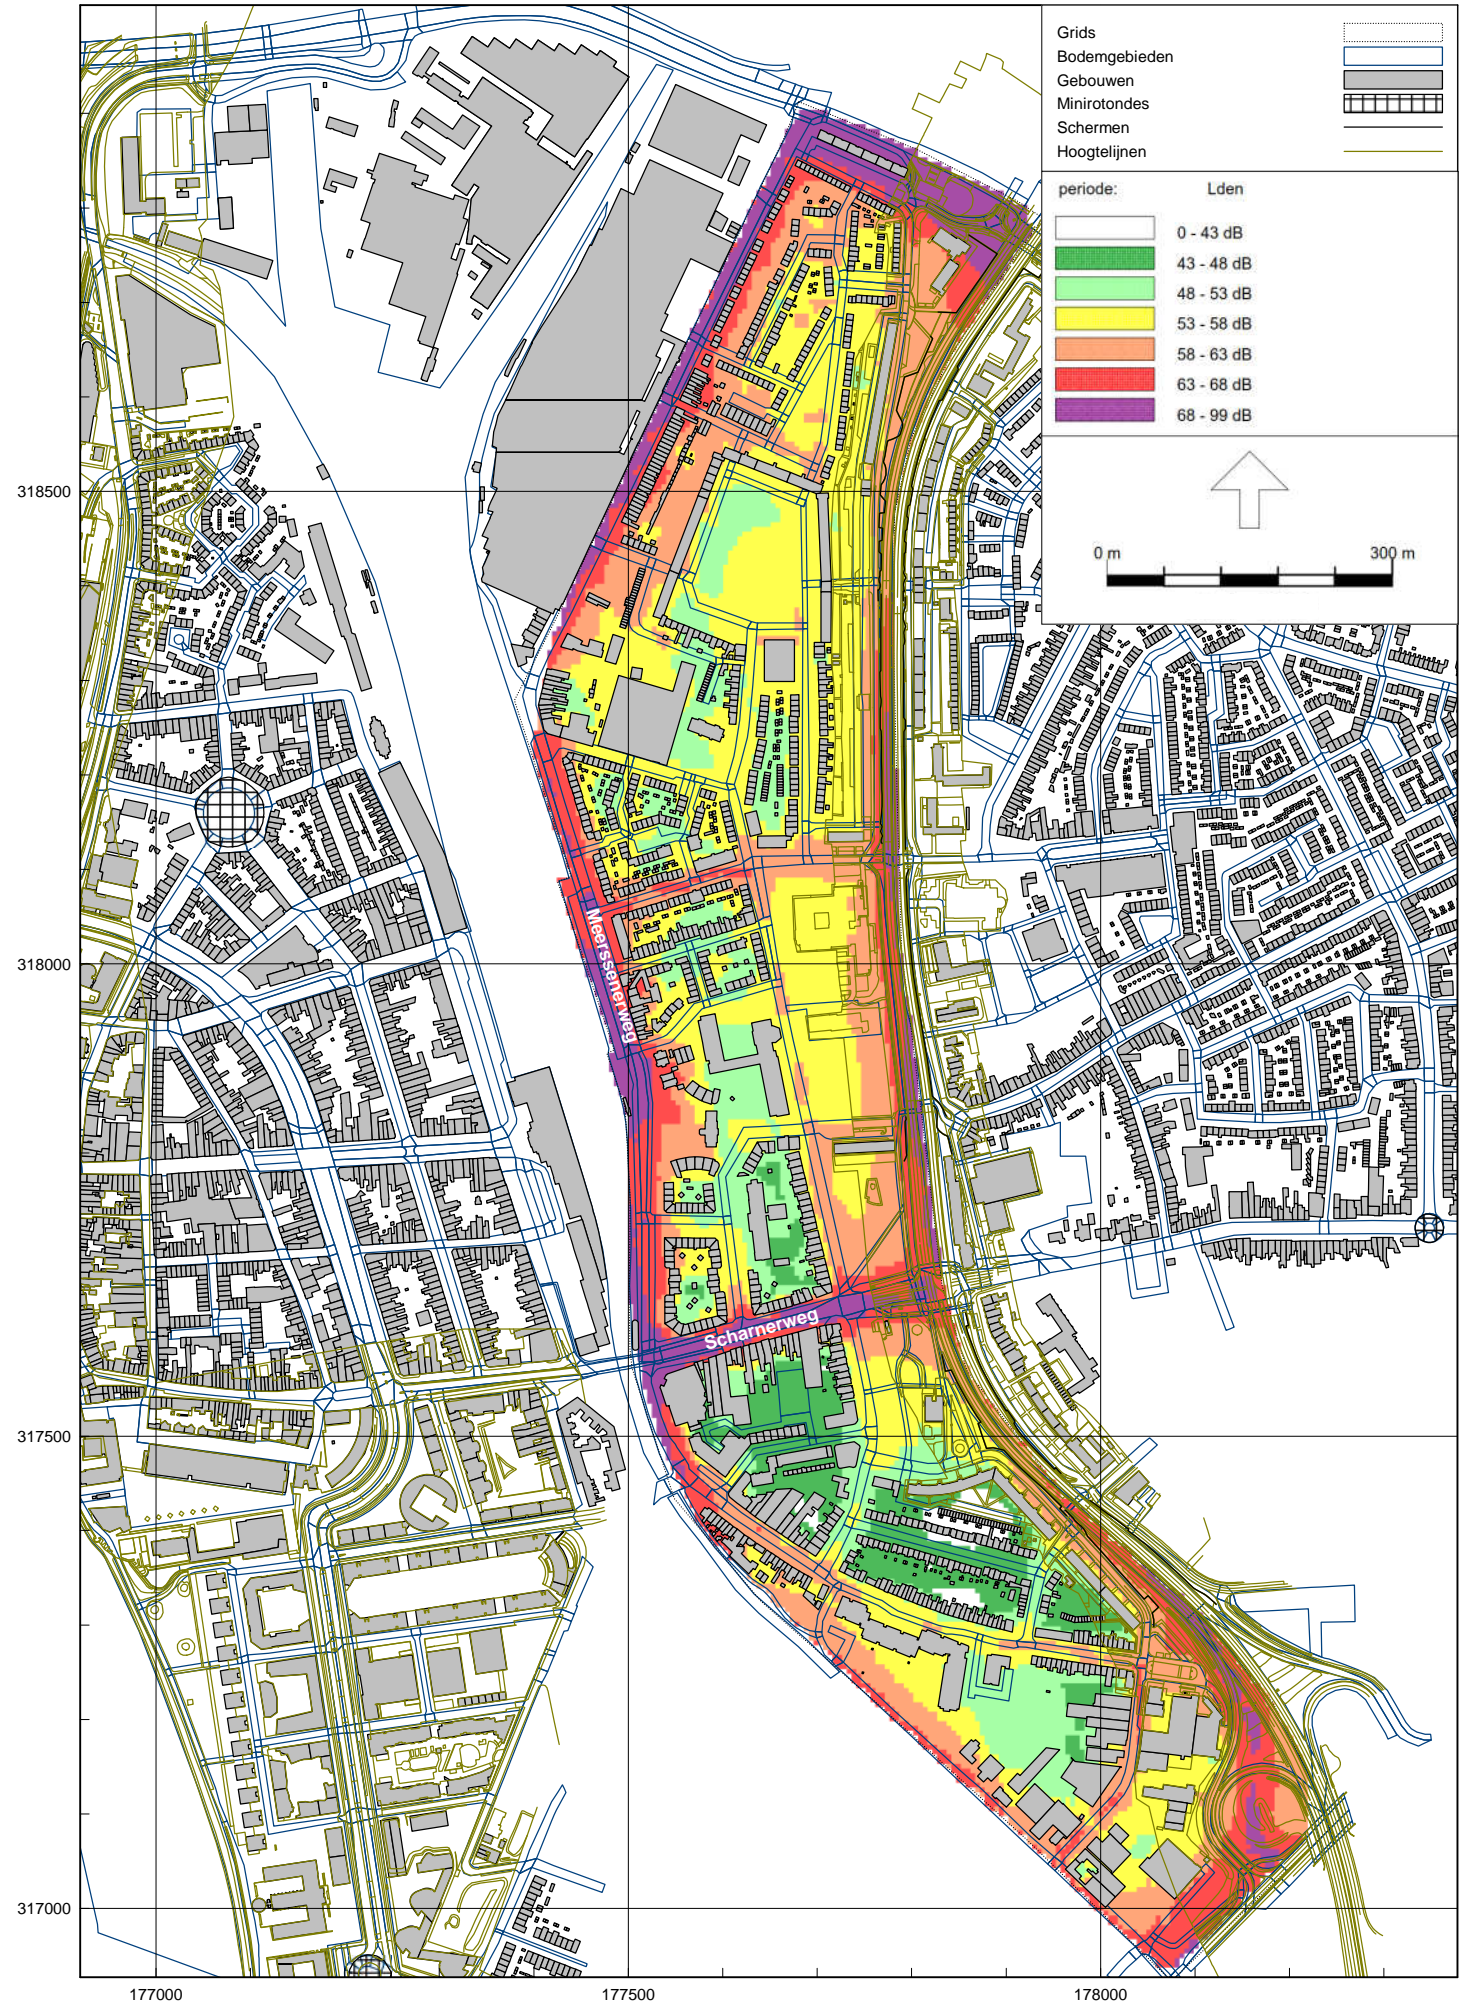 Grids
Bodemgebieden
Gebouwen
Minirotondes
Schermen
Hoogtelijnen
periode: Lden
0 - 43 dB
43 - 48 dB
48 - 53 dB
53 - 58 dB
58 - 63 dB
63 - 68 dB
68 - 99 dB
0 m 300 m
318500
318000
317500
317000
Meerssenerweg
Scharnerweg
177000 177500 178000